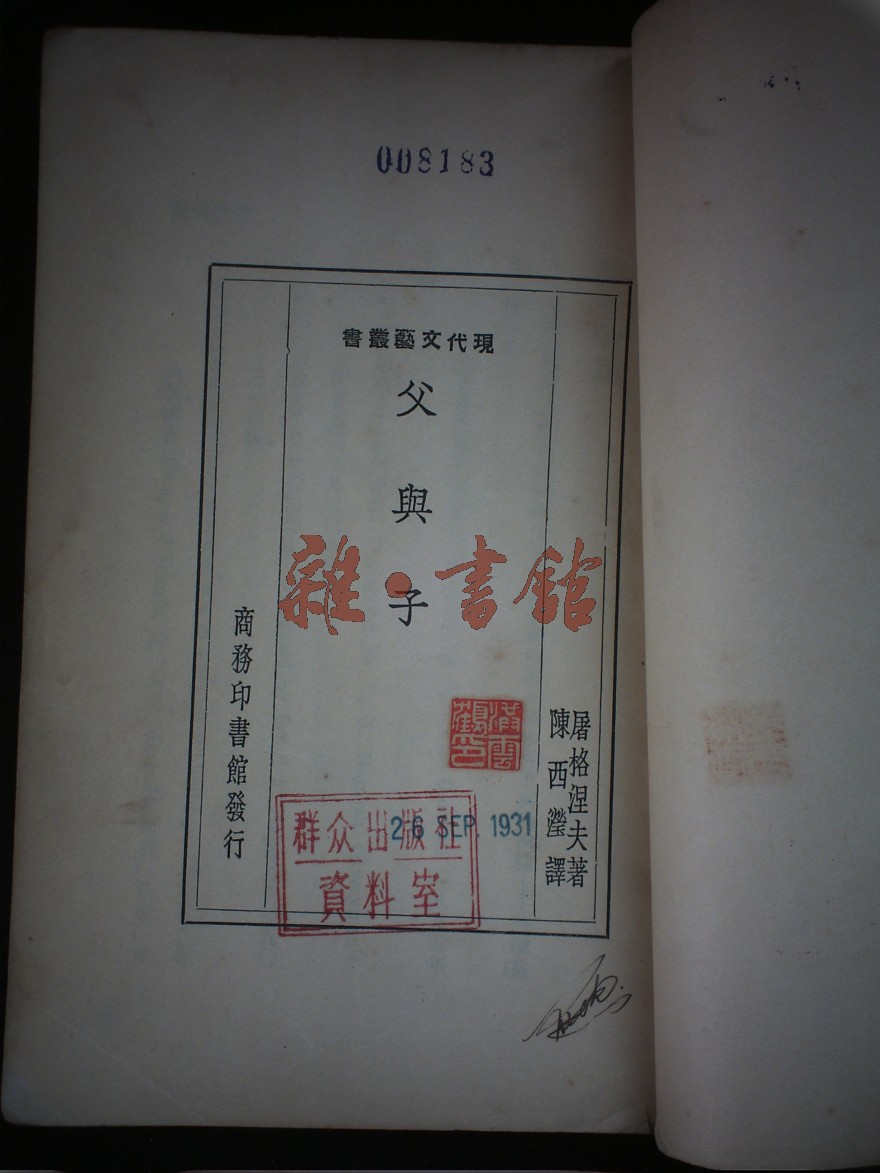 008183
現代文藝叢書
父與子
雜·書館
屠格涅夫著
陳西瀅譯
商務印書館發行
26 SEP. 1931
群众出版社
資料室